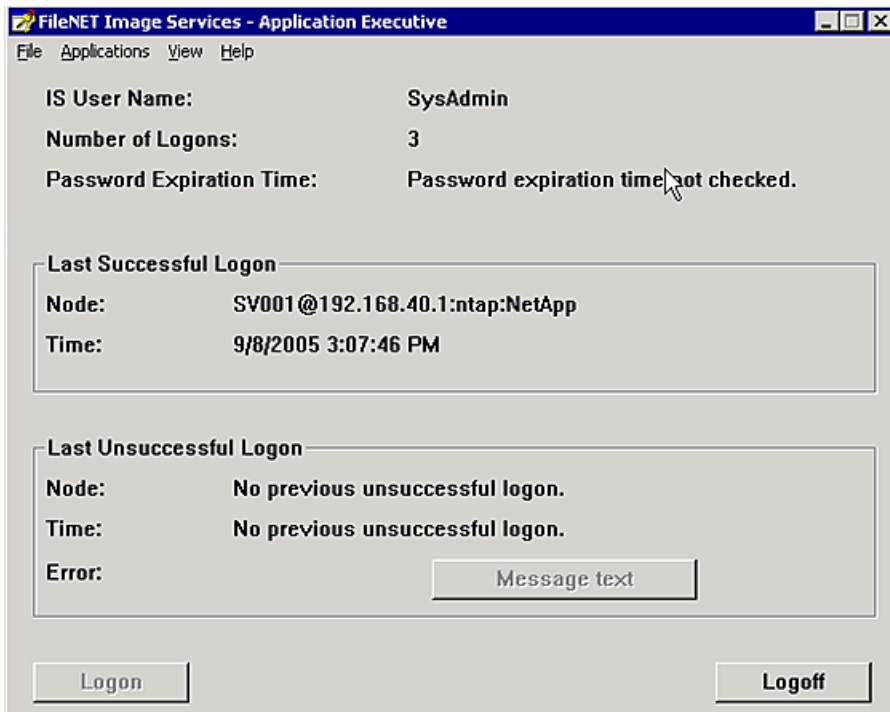 FileNET Image Services - Application Executive
File Applications View Help
IS User Name: SysAdmin
Number of Logons: 3
Password Expiration Time: Password expiration time not checked.
Last Successful Logon
Node: SV001@192.168.40.1:ntap:NetApp
Time: 9/8/2005 3:07:46 PM
Last Unsuccessful Logon
Node: No previous unsuccessful logon.
Time: No previous unsuccessful logon.
Error: Message text
Logon Logoff